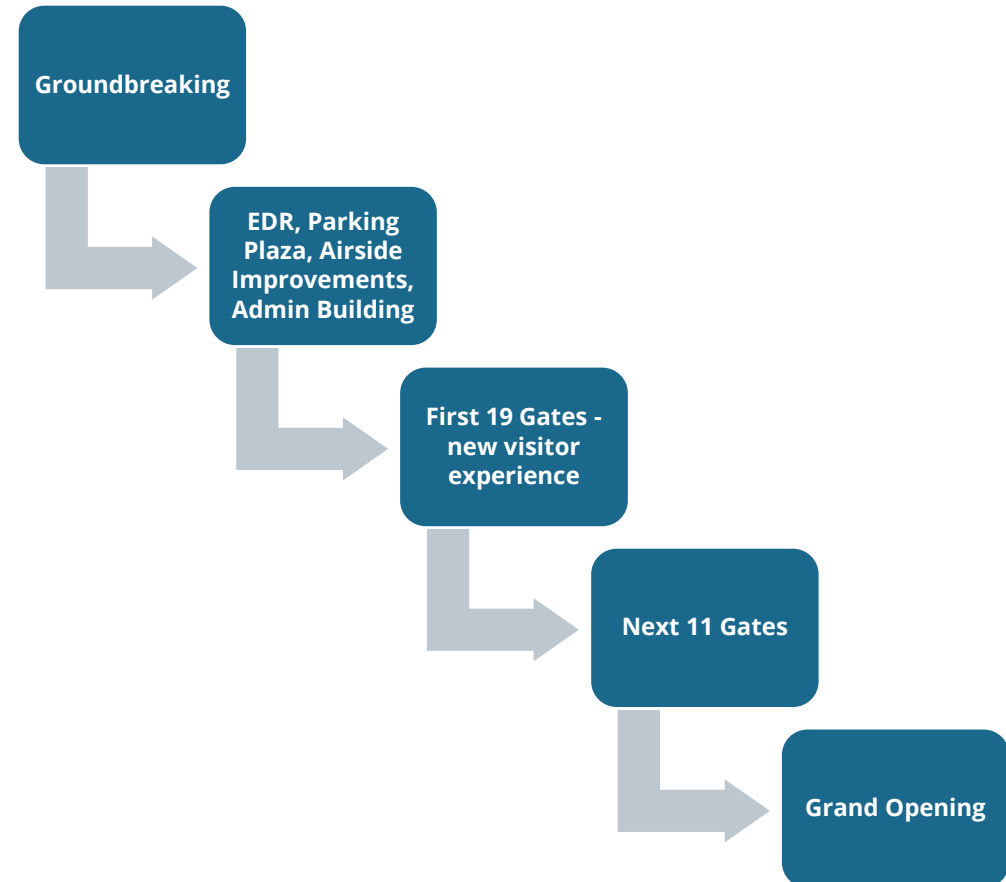 Groundbreaking
EDR, Parking
Plaza, Airside
Improvements,
Admin Building
First 19 Gates -
new visitor
experience
Next 11 Gates
Grand Opening